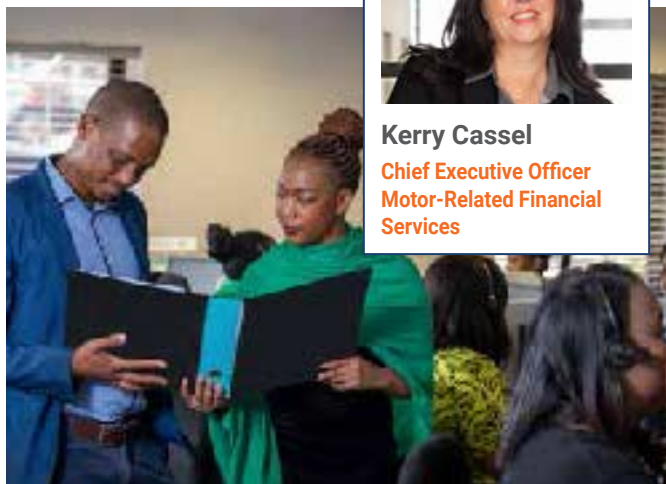 Kerry Cassel
Chief Executive Officer
Motor-Related Financial
Services